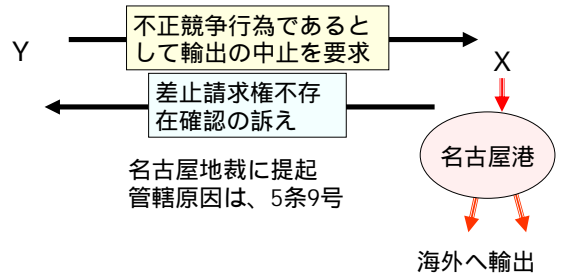 不正競争行為であると
して輸出の中止を要求
Y
X
差止請求権不存
在確認の訴え
名古屋港
名古屋地裁に提起
管轄原因は、5条9号
海外へ輸出